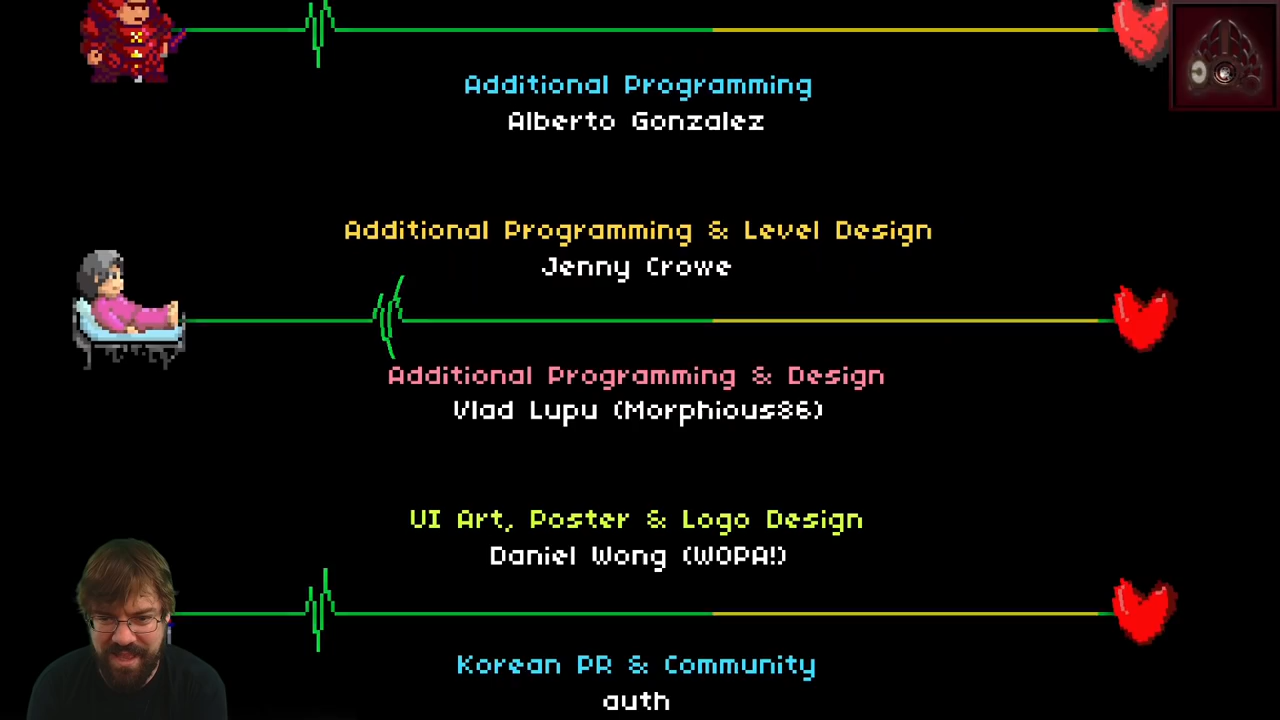 Additional Programming
Alberto Gonzalez
Additional Programming & Level Design
Jenny Crowe
Additional Programming & Design
Vlad Lupu (Morphious86)
UI Art, Poster & Logo Design
Daniel Wong (WOPA!)
Korean PR & Community
auth